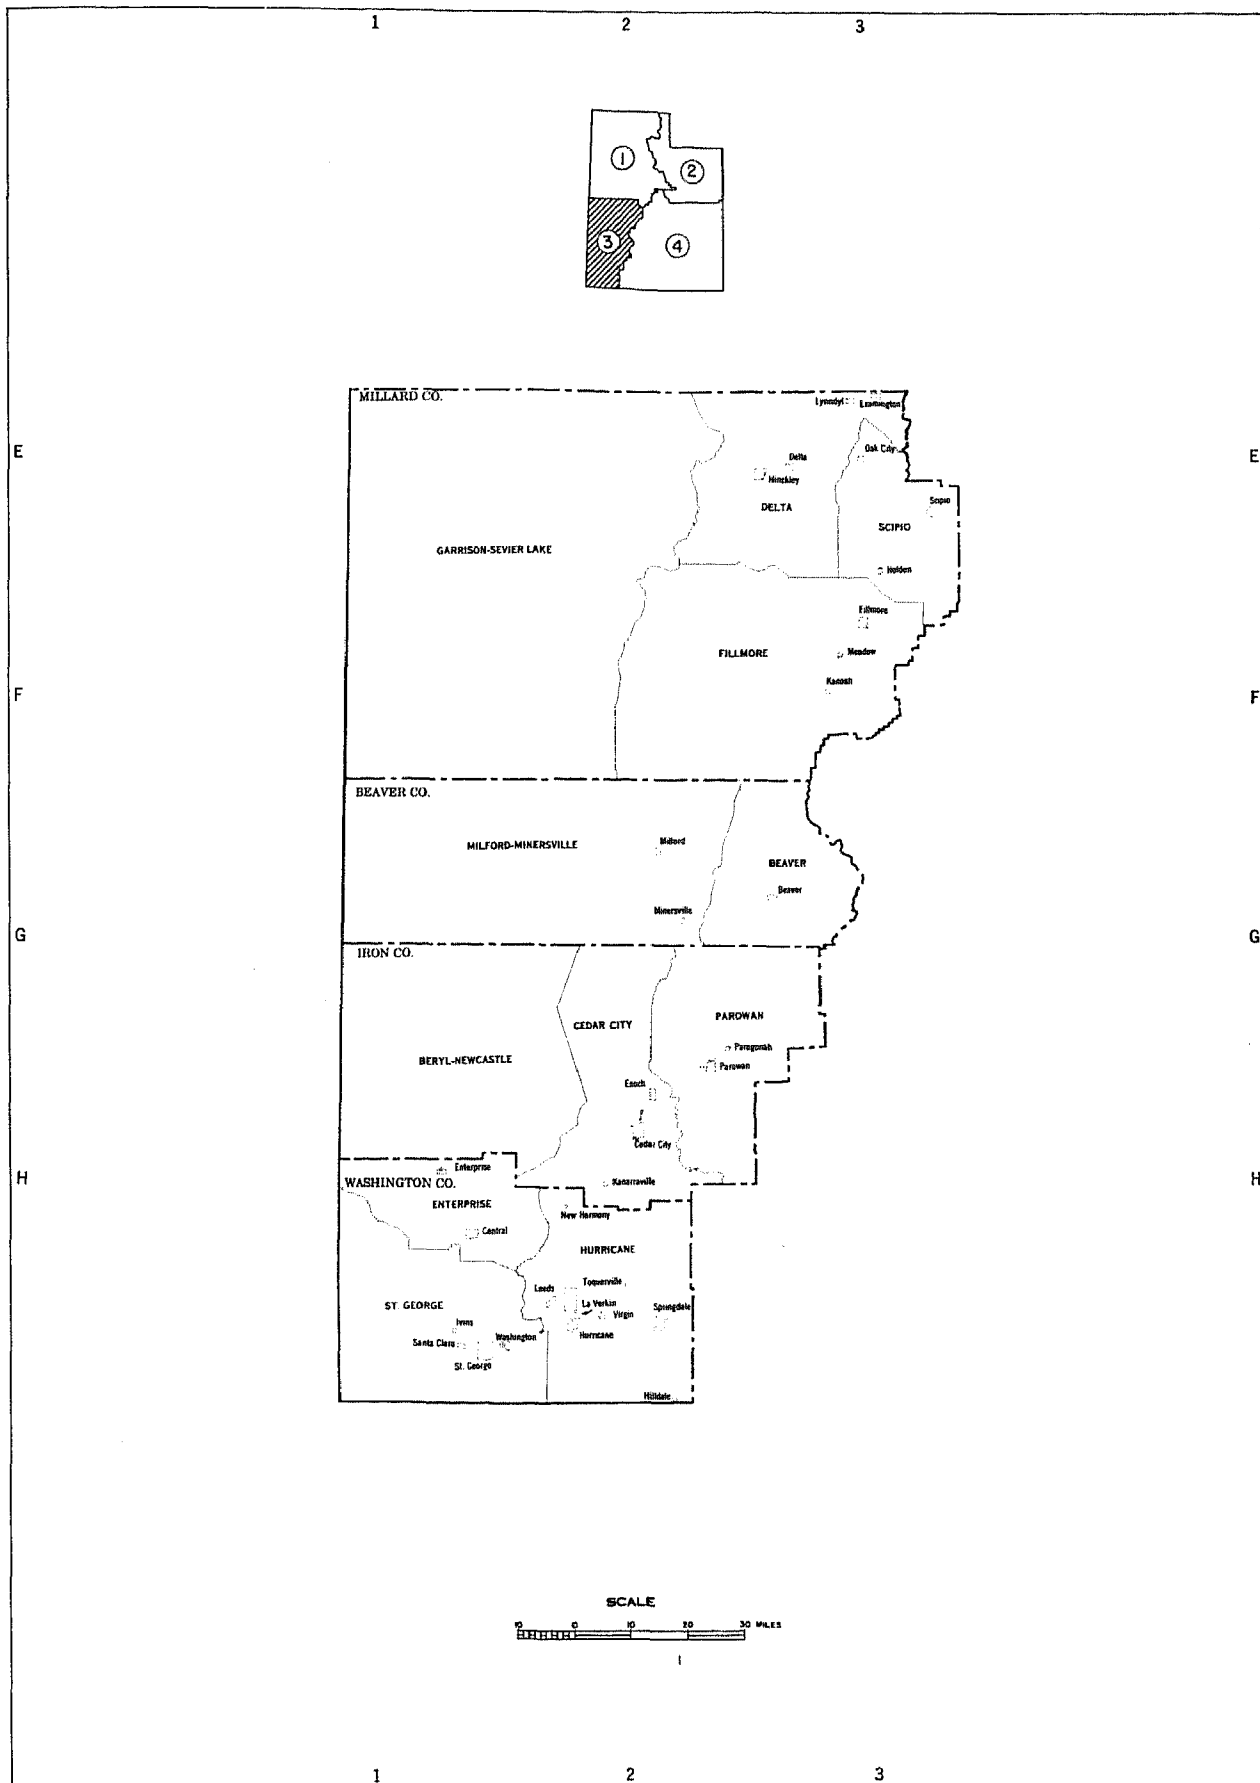 1 2 3
1
2
3
4
MILLARD CO.
Lynndyl Leamington
E E
Oak City
Delta
Hinckley
Scipio
DELTA
SCIPIO
GARRISON-SEVIER LAKE
Holden
Fillmore
FILLMORE
Meadow
Kanosh
F F
BEAVER CO.
Milford
MILFORD-MINERSVILLE
BEAVER
Beaver
Minersville
G G
IRON CO.
PAROWAN
CEDAR CITY
Paragonah
BERYL-NEWCASTLE
Parowan
Enoch
Cedar City
Enterprise
H H
WASHINGTON CO.
Kanarraville
ENTERPRISE
New Harmony
Central
HURRICANE
Toquerville
Leeds
ST. GEORGE
La Verkin
Springdale
Virgin
Ivins
Hurricane
Santa Clara
Washington
St. George
Hilldale
SCALE
10 0 10 20 30 MILES
1 2 3